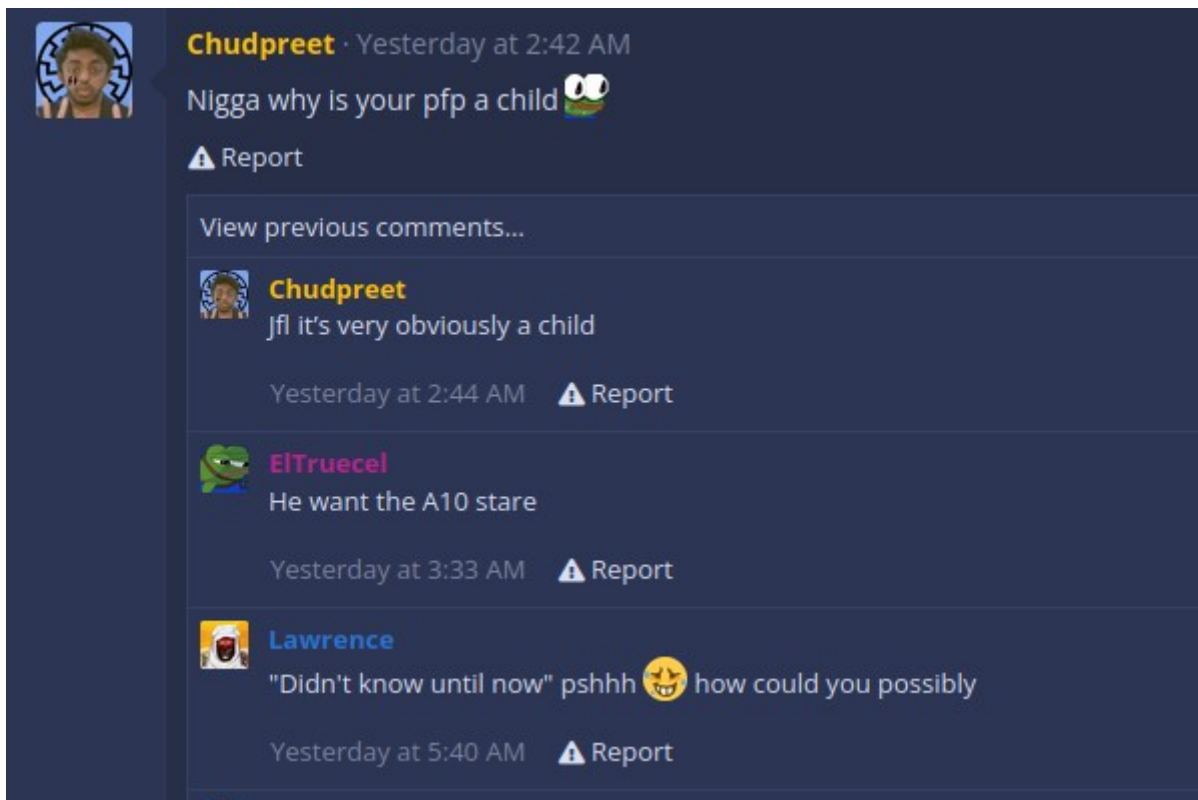 Chudpreet · Yesterday at 2:42 AM
Nigga why is your pfp a child
Report
View previous comments...
Chudpreet
Jfl it's very obviously a child
Yesterday at 2:44 AM Report
ElTruecel
He want the A10 stare
Yesterday at 3:33 AM Report
Lawrence
"Didn't know until now" pshhh how could you possibly
Yesterday at 5:40 AM Report